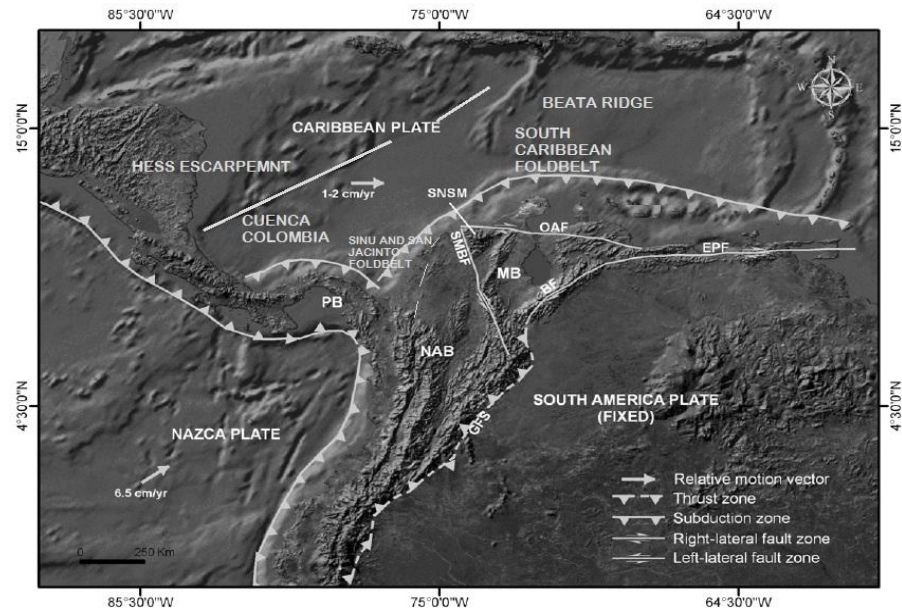 85°30'0"W 75°0'0"W 64°30'0"W
N
W E
S
BEATA RIDGE
15°0'0"N
CARIBBEAN PLATE
SOUTH
CARIBBEAN
FOLDBELT
15°0'0"N
HESS ESCARPEMNT
1-2 cm/yr
SNSM
CUENCA
COLOMBIA
OAF
SINU AND SAN
JACINTO
FOLDBELT
SMBF
EPF
MB
BF
PB
NAB
4°30'0"N
SOUTH AMERICA PLATE
(FIXED)
4°30'0"N
GFS
NAZCA PLATE
6.5 cm/yr
Relative motion vector
Thrust zone
Subduction zone
Right-lateral fault zone
Left-lateral fault zone
0 250 Km
85°30'0"W 75°0'0"W 64°30'0"W